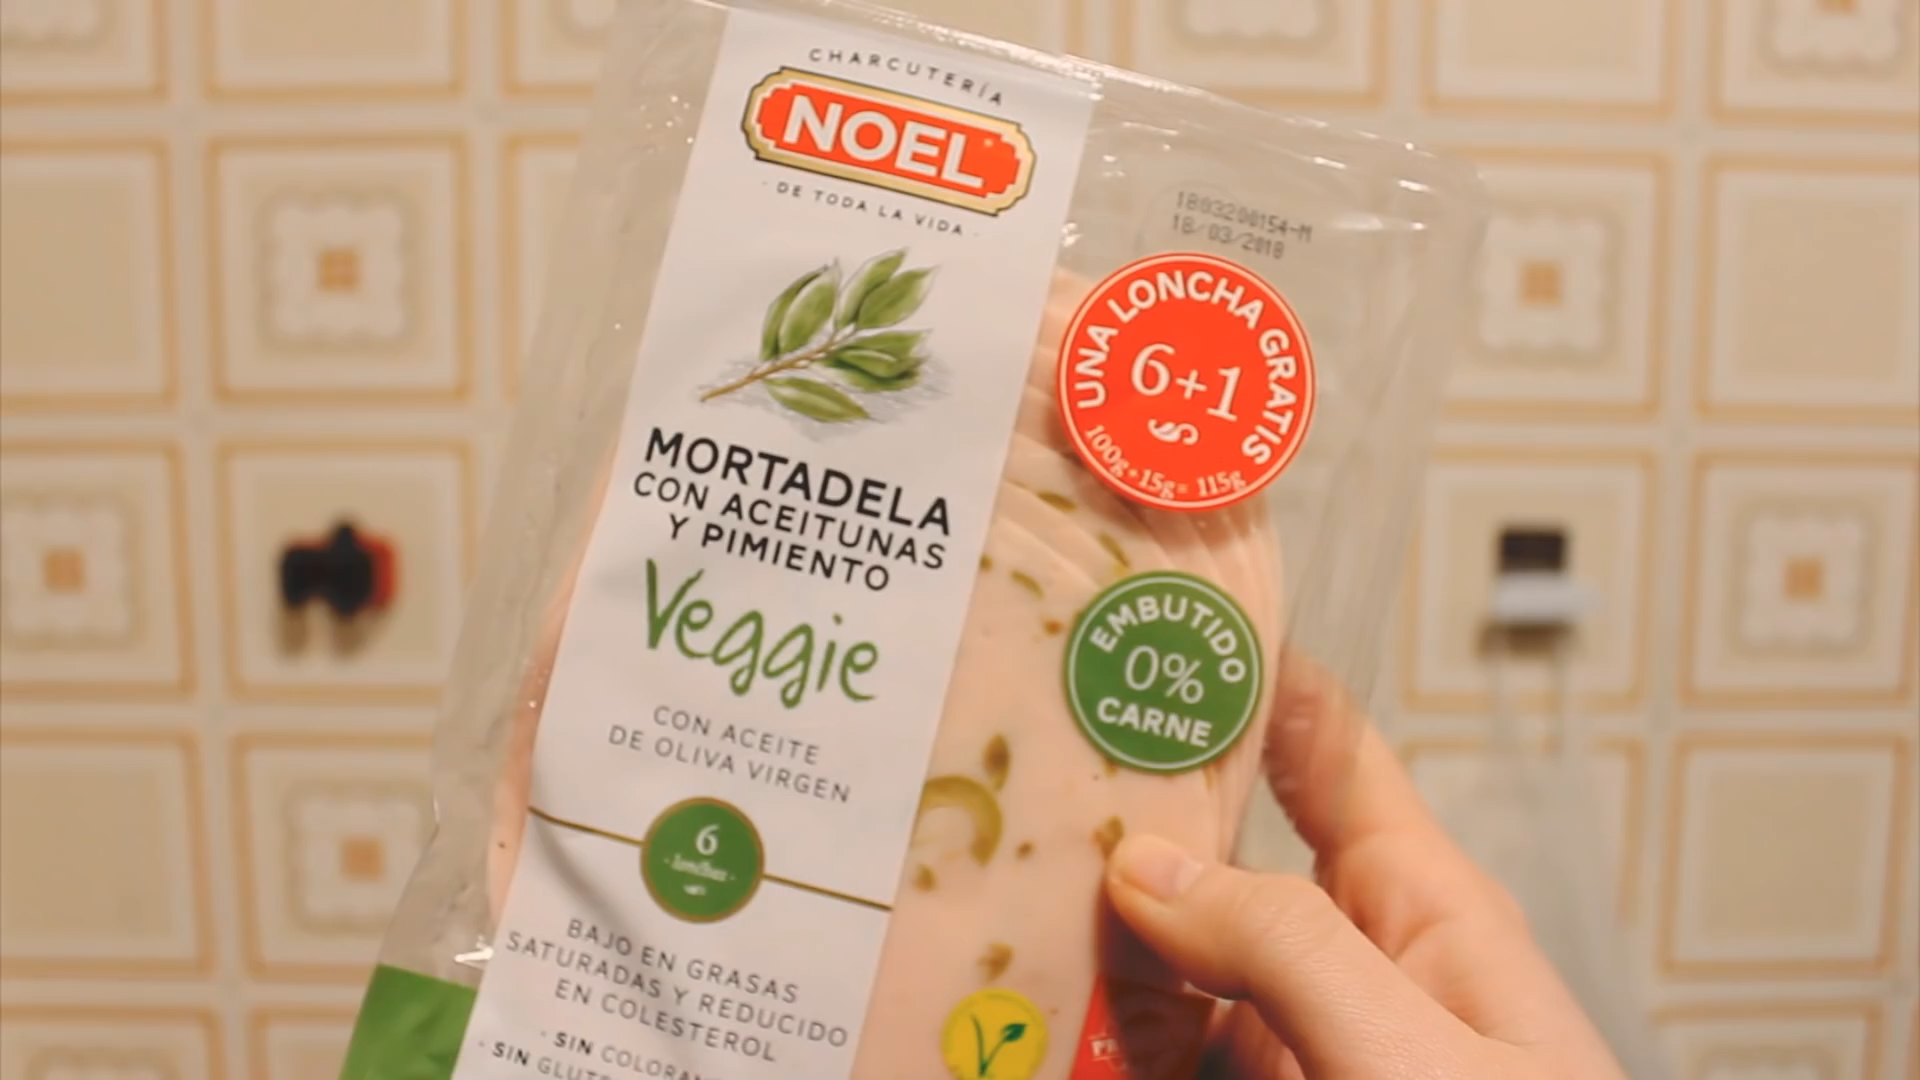 CHARCUTERÍA
NOEL
- DE TODA LA VIDA -
MORTADELA
CON ACEITUNAS
Y PIMIENTO
Veggie
CON ACEITE
DE OLIVA VIRGEN
6
- lonchas -
BAJO EN GRASAS
SATURADAS Y REDUCIDO
EN COLESTEROL
· SIN
· SIN
1803200154-M
18/03/2018
UNA LONCHA GRATIS
6+1
100g+15g=115g
EMBUTIDO
0%
CARNE